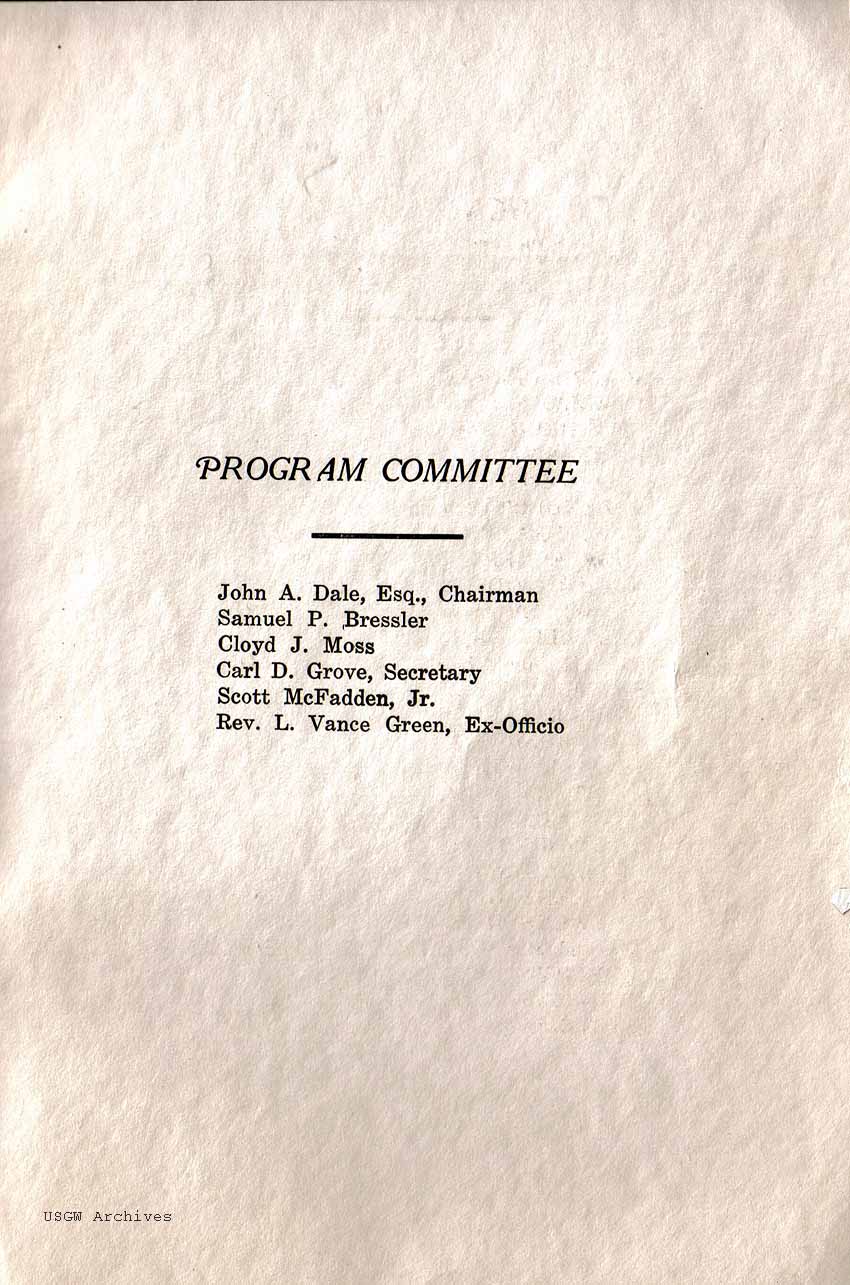 PROGRAM COMMITTEE
John A. Dale, Esq., Chairman
Samuel P. Bressler
Cloyd J. Moss
Carl D. Grove, Secretary
Scott McFadden, Jr.
Rev. L. Vance Green, Ex-Officio
USGW Archives